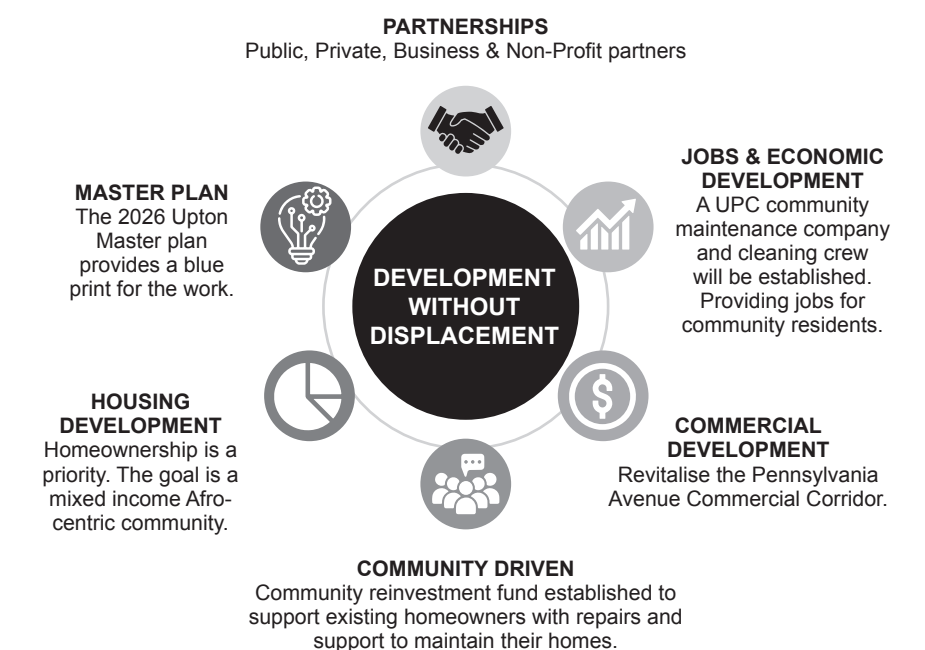 PARTNERSHIPS
Public, Private, Business & Non-Profit partners
JOBS & ECONOMIC
DEVELOPMENT
A UPC community
maintenance company
and cleaning crew
will be established.
Providing jobs for
community residents.
MASTER PLAN
The 2026 Upton
Master plan
provides a blue
print for the work.
DEVELOPMENT
WITHOUT
DISPLACEMENT
$
HOUSING
DEVELOPMENT
Homeownership is a
priority. The goal is a
mixed income Afro-
centric community.
COMMERCIAL
DEVELOPMENT
Revitalise the Pennsylvania
Avenue Commercial Corridor.
COMMUNITY DRIVEN
Community reinvestment fund established to
support existing homeowners with repairs and
support to maintain their homes.